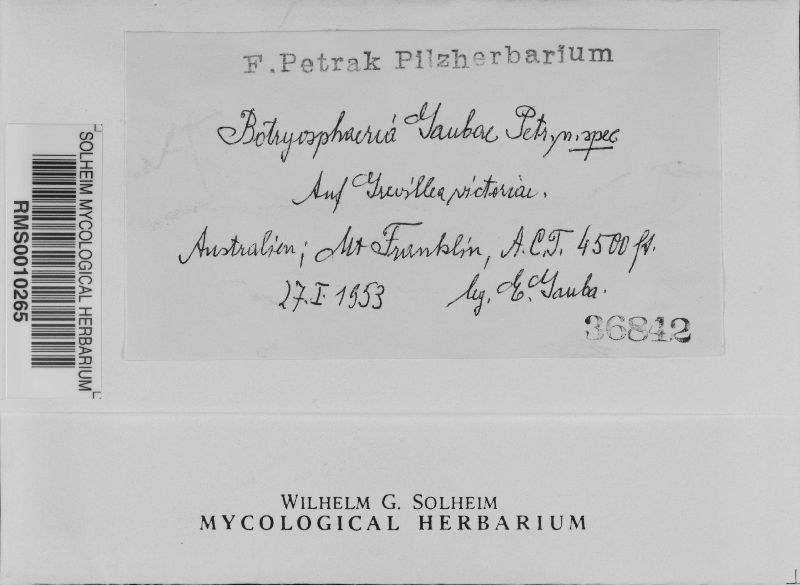 F. Petrak Pilzherbarium
Botryosphaeria Gaubae Petr. n. spec
Auf Grevillea victoriae.
Australien; Mt Franklin, A.C.T. 4500 ft.
27.I.1953 leg. E. Gauba.
36842
SOLHEIM MYCOLOGICAL HERBARIUM
RMS0010265
WILHELM G. SOLHEIM
MYCOLOGICAL HERBARIUM